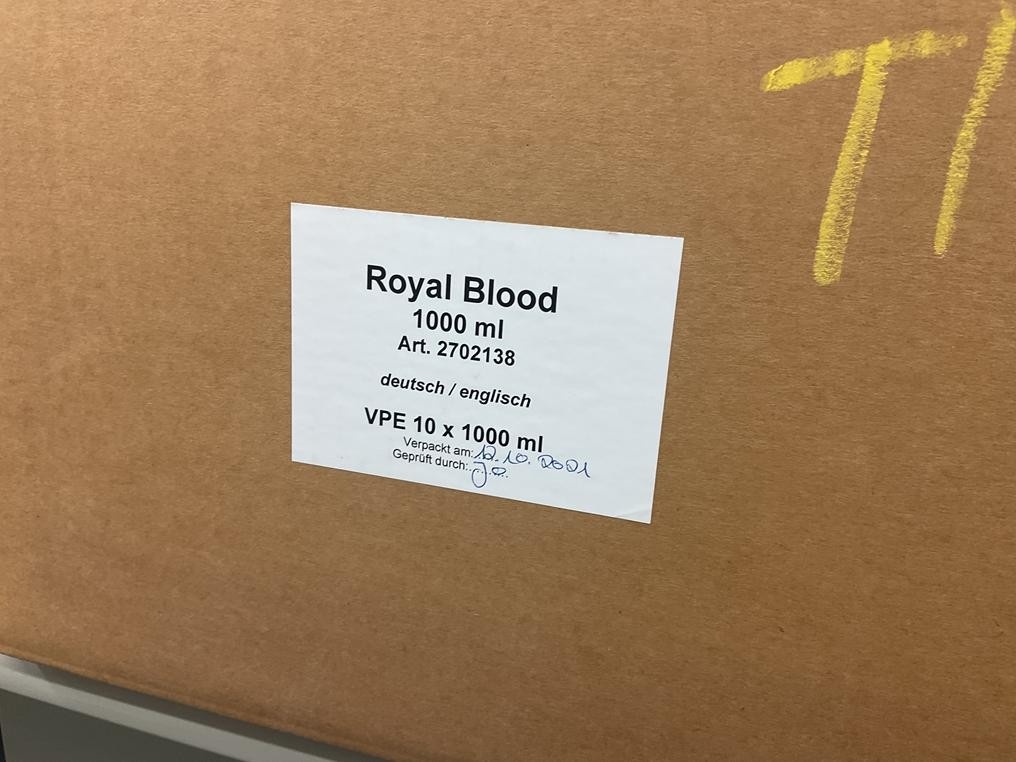 Royal Blood
1000 ml
Art. 2702138
deutsch / englisch
VPE 10 x 1000 ml
Verpackt am: 12.10.2021
Geprüft durch: